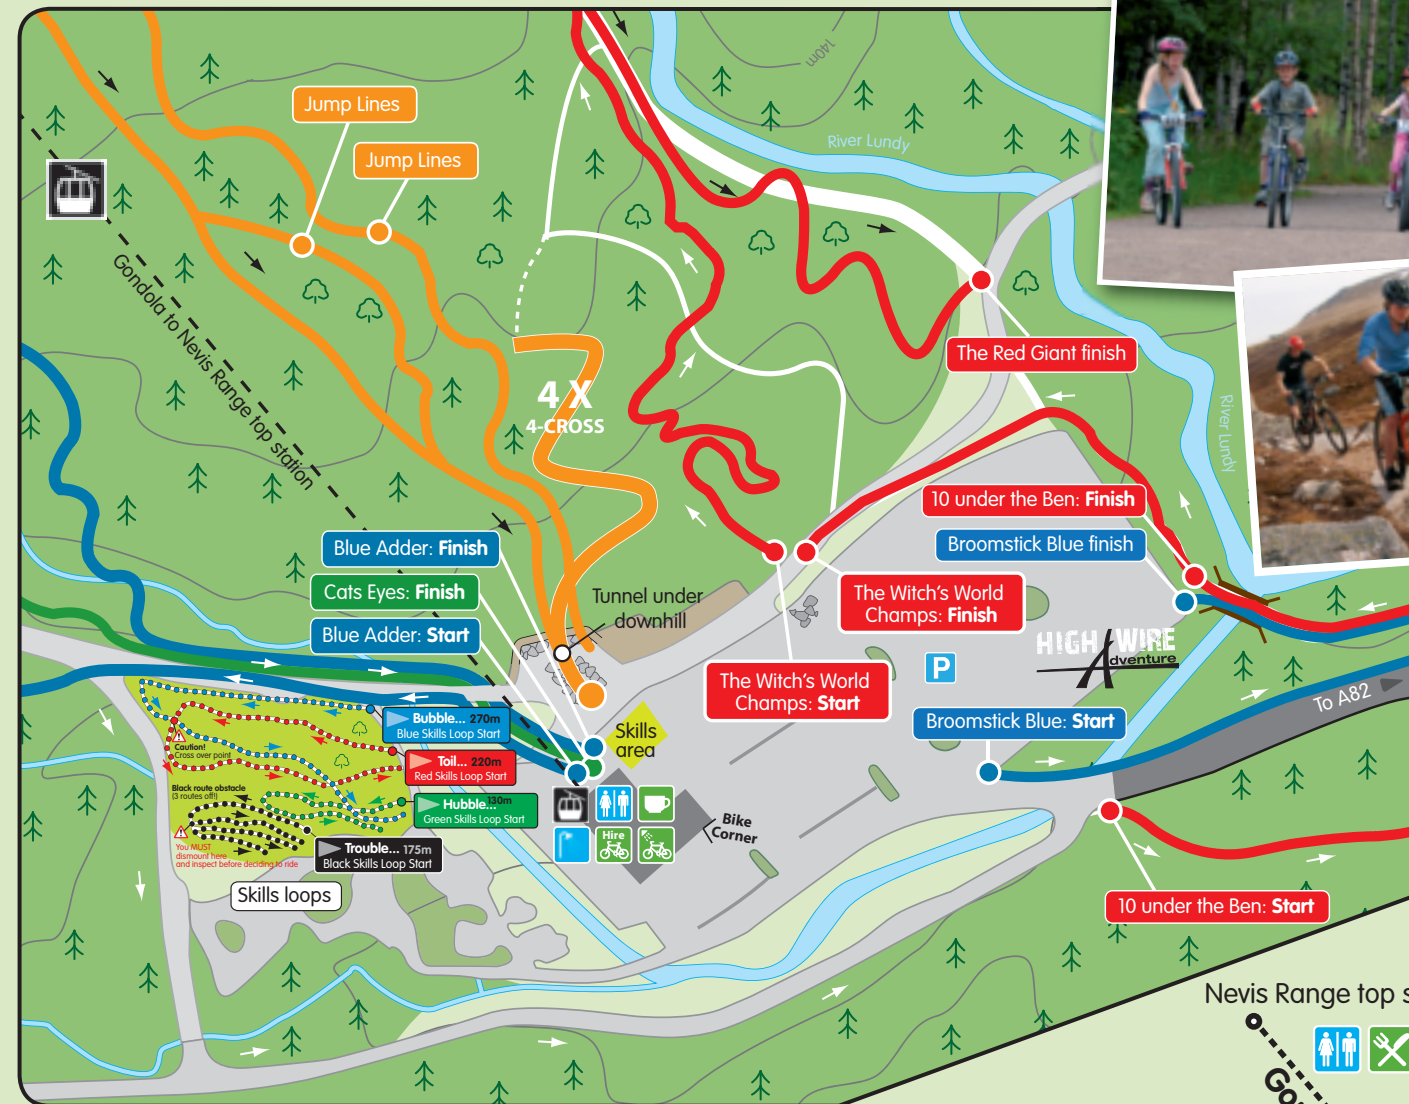 140m
River Lundy
Jump Lines
Jump Lines
Gondola to Nevis Range top station
The Red Giant finish
4 X
4-CROSS
River Lundy
10 under the Ben: Finish
Broomstick Blue finish
Blue Adder: Finish
Cats Eyes: Finish
Blue Adder: Start
Tunnel under
downhill
The Witch's World
Champs: Finish
HIGH WIRE
Adventure
P
The Witch's World
Champs: Start
To A82
Broomstick Blue: Start
Skills
area
Bubble... 270m
Blue Skills Loop Start
Caution!
Cross over point
Toil... 220m
Red Skills Loop Start
Black route obstacle
(3 routes off!)
Hubble... 130m
Green Skills Loop Start
Hire
Bike
Corner
You MUST
dismount here
and inspect before deciding to ride
Trouble... 175m
Black Skills Loop Start
Skills loops
10 under the Ben: Start
Nevis Range top s
Go